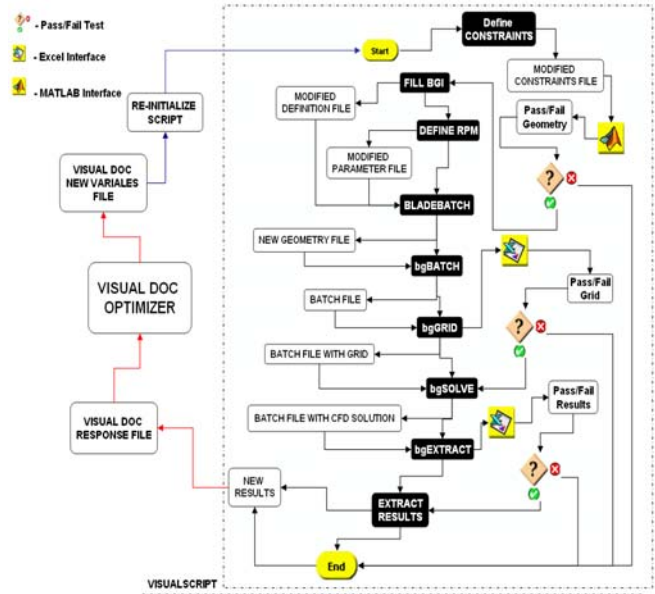 - Pass/Fail Test
- Excel Interface
- MATLAB Interface
Start
Define
CONSTRAINTS
MODIFIED
CONSTRAINTS FILE
Pass/Fail
Geometry
?
FILL BGI
MODIFIED
DEFINITION FILE
DEFINE RPM
MODIFIED
PARAMETER FILE
BLADEBATCH
NEW GEOMETRY FILE
bgBATCH
BATCH FILE
bgGRID
Pass/Fail
Grid
?
BATCH FILE WITH GRID
bgSOLVE
BATCH FILE WITH CFD SOLUTION
bgEXTRACT
Pass/Fail
Results
?
NEW
RESULTS
EXTRACT
RESULTS
End
VISUALSCRIPT
RE-INITIALIZE
SCRIPT
VISUAL DOC
NEW VARIALES
FILE
VISUAL DOC
OPTIMIZER
VISUAL DOC
RESPONSE FILE